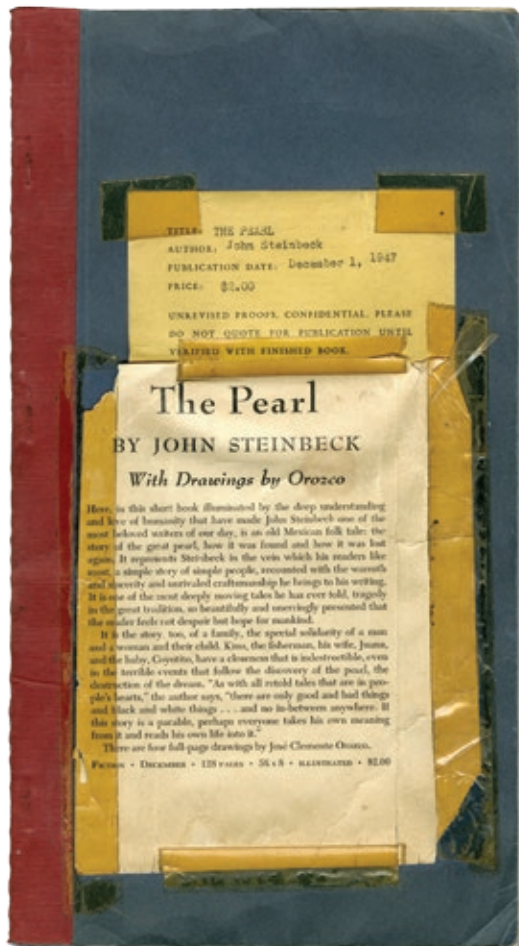 TITLE: THE PEARL
AUTHOR: John Steinbeck
PUBLICATION DATE: December 1, 1947
PRICE: $2.00
UNREVISED PROOFS. CONFIDENTIAL. PLEASE
DO NOT QUOTE FOR PUBLICATION UNTIL
VERIFIED WITH FINISHED BOOK.
The Pearl
BY JOHN STEINBECK
With Drawings by Orozco
Here, in this short book illuminated by the deep understanding
and love of humanity that have made John Steinbeck one of the
most beloved writers of our day, is an old Mexican folk tale: the
story of the great pearl, how it was found and how it was lost
again. It represents Steinbeck in the vein which his readers like
most, a simple story of simple people, recounted with the warmth
and sincerity and unrivaled craftsmanship he brings to his writing.
It is one of the most deeply moving tales he has ever told, tragedy
in the great tradition, so beautifully and unerringly presented that
the reader feels not despair but hope for mankind.
It is the story, too, of a family, the special solidarity of a man
and a woman and their child. Kino, the fisherman, his wife, Juana,
and the baby, Coyotito, have a closeness that is indestructible, even
in the terrible events that follow the discovery of the pearl, the
destruction of the dream. "As with all retold tales that are in peo-
ple's hearts," the author says, "there are only good and bad things
and black and white things . . . and no in-between anywhere. If
this story is a parable, perhaps everyone takes his own meaning
from it and reads his own life into it."
There are four full-page drawings by José Clemente Orozco.
FICTION • DECEMBER • 128 PAGES • 5¼ x 8 • ILLUSTRATED • $2.00